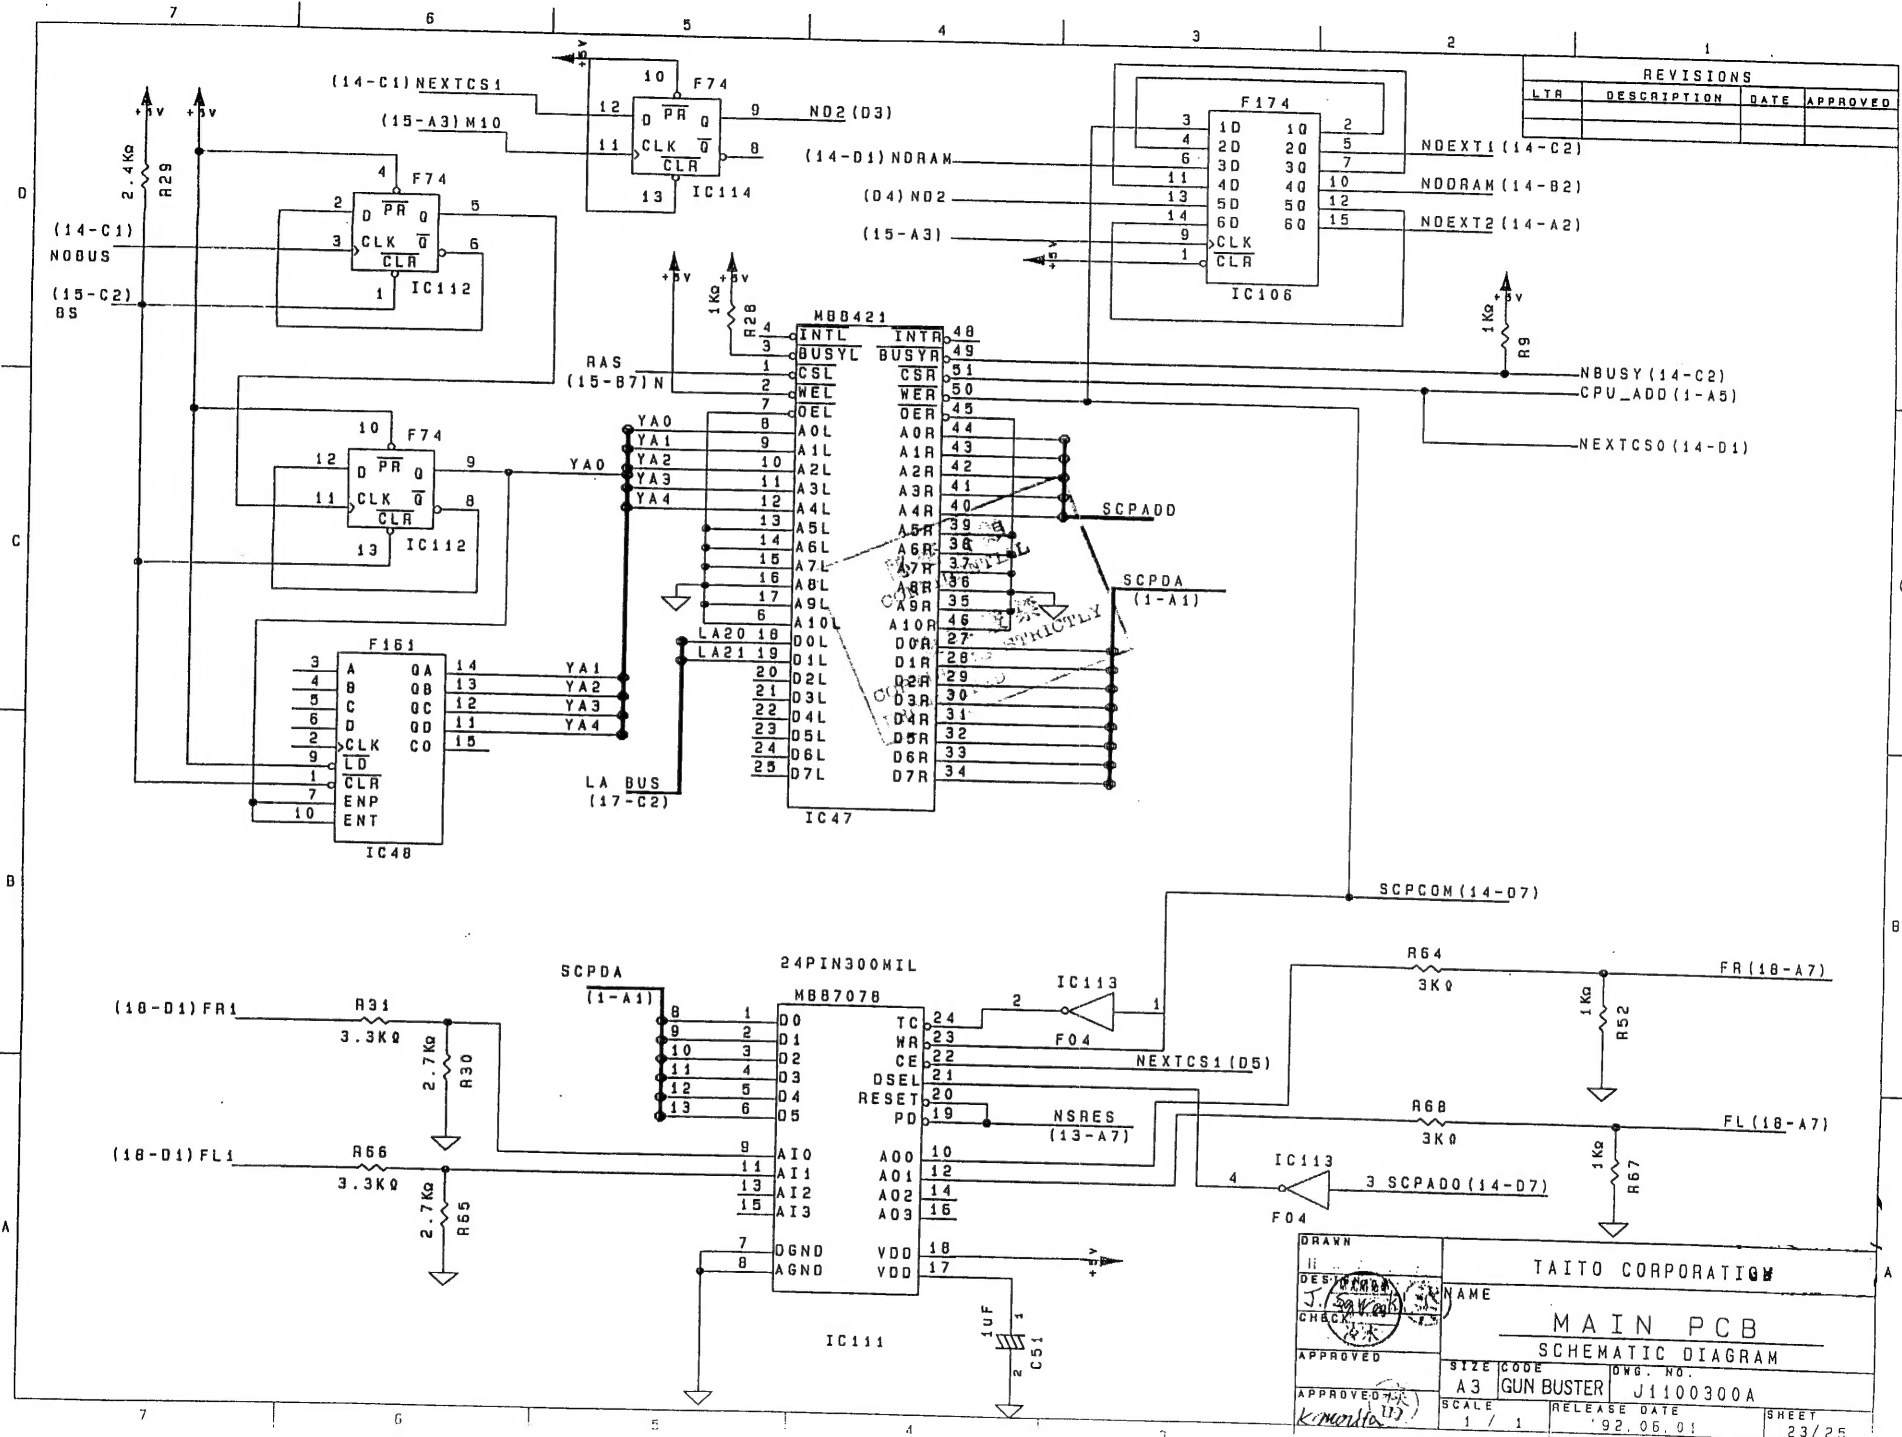 7 6 5 4 3 2 1
REVISIONS
LTR DESCRIPTION DATE APPROVED
D
C
B
A
+5V
+5V
2.4KΩ
R29
(14-C1)
NOBUS
(15-C2)
BS
4 F74
2 D PR Q 5
3 CLK Q 6
CLR
1 IC112
+5V
(14-C1)NEXTCS1
(15-A3)M10
10 F74
12 D PR Q 9 ND2(D3)
11 CLK Q 8
CLR
13 IC114
10 F74
12 D PR Q 9
11 CLK Q 8
CLR
13 IC112
F161
3 A QA 14 YA1
4 B QB 13 YA2
5 C QC 12 YA3
6 D QD 11 YA4
2 CLK CO 15
9 LD
1 CLR
7 ENP
10 ENT
IC48
F174
3 1D 1Q 2
4 2D 2Q 5 NDEXT1(14-C2)
(14-D1)NDRAM 6 3D 3Q 7
11 4D 4Q 10 NDDRAM(14-B2)
(D4)ND2 13 5D 5Q 12
14 6D 6Q 15 NDEXT2(14-A2)
(15-A3) 9 CLK
+5V 1 CLR
IC106
+5V
+5V
1KΩ
R28
+5V
1KΩ
R9
MB8421
4 INTL INTR 48
3 BUSYL BUSYR 49 NBUSY(14-C2)
RAS
(15-B7)N
1 CSL CSR 51 CPU_ADD(1-A5)
2 WEL WER 50
7 OEL OER 45
NEXTCS0(14-D1)
YA0 8 A0L A0R 44
YA1 9 A1L A1R 43
YA0
YA2 10 A2L A2R 42
YA3 11 A3L A3R 41
YA4 12 A4L A4R 40 SCPADD
13 A5L A5R 39
14 A6L A6R 38
15 A7L A7R 37
16 A8L A8R 36
17 A9L A9R 35
6 A10L A10R 46
SCPDA
(1-A1)
STRICTLY
LA20 18 D0L D0R 27
LA21 19 D1L D1R 28
20 D2L D2R 29
21 D3L D3R 30
22 D4L D4R 31
23 D5L D5R 32
24 D6L D6R 33
25 D7L D7R 34
LA BUS
(17-C2)
IC47
SCPCOM(14-D7)
SCPDA
(1-A1)
24PIN300MIL
MB87078
8 1 D0 TC 24
9 2 D1 WR 23
10 3 D2 CE 22 NEXTCS1(D5)
11 4 D3 DSEL 21
12 5 D4 RESET 20
13 6 D5 PD 19 NSRES
(13-A7)
9 AI0 AO0 10
11 AI1 AO1 12
13 AI2 AO2 14
15 AI3 AO3 16
7 DGND VDD 18 +5V
8 AGND VDD 17
IC111
1UF
1
C51
2
2 IC113 1
F04
4 IC113 3 SCPAD0(14-D7)
F04
(18-D1)FR1
R31
3.3KΩ
2.7KΩ
R30
(18-D1)FL1
R66
3.3KΩ
2.7KΩ
R65
R64
3KΩ
FR(18-A7)
1KΩ
R52
R68
3KΩ
FL(18-A7)
1KΩ
R67
DRAWN
CHECK
APPROVED
APPROVED
K.morita
TAITO CORPORATION
NAME
MAIN PCB
SCHEMATIC DIAGRAM
SIZE CODE DWG. NO.
A3 GUN BUSTER J1100300A
SCALE RELEASE DATE SHEET
1 / 1 '92.06.01 23/25
7 6 5 4